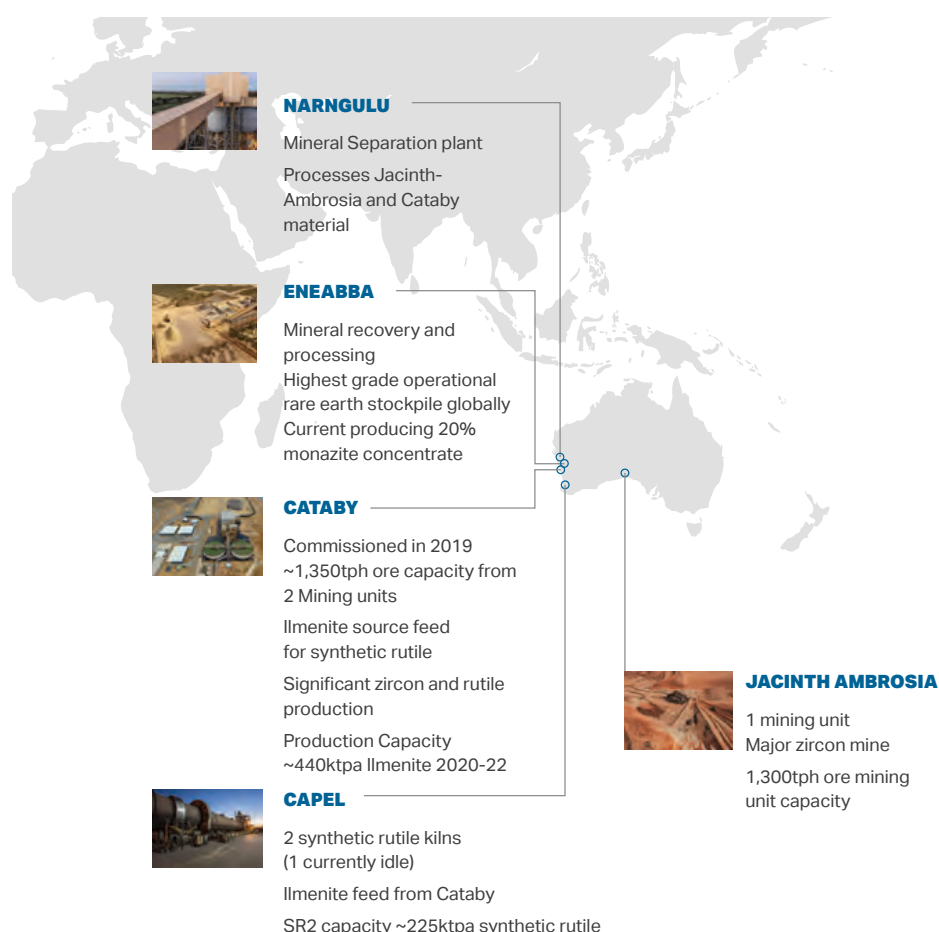 NARNGULU
Mineral Separation plant
Processes Jacinth-
Ambrosia and Cataby
material
ENEABBA
Mineral recovery and
processing
Highest grade operational
rare earth stockpile globally
Current producing 20%
monazite concentrate
CATABY
Commissioned in 2019
~1,350tph ore capacity from
2 Mining units
Ilmenite source feed
for synthetic rutile
Significant zircon and rutile
production
Production Capacity
~440ktpa Ilmenite 2020-22
CAPEL
2 synthetic rutile kilns
(1 currently idle)
Ilmenite feed from Cataby
SR2 capacity ~225ktpa synthetic rutile
JACINTH AMBROSIA
1 mining unit
Major zircon mine
1,300tph ore mining
unit capacity